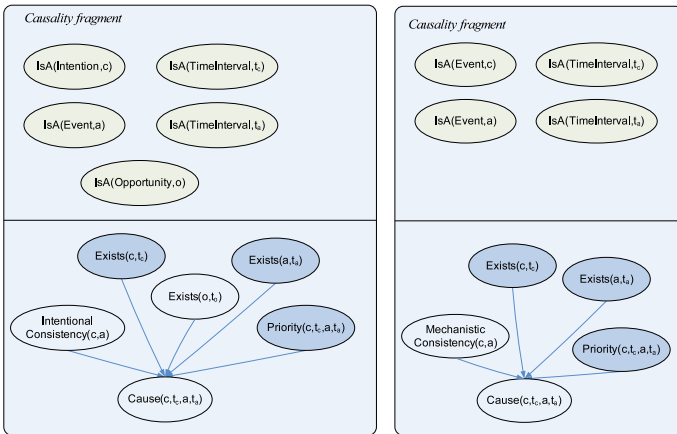 Causality fragment
IsA(Intention,c)
IsA(TimeInterval,tc)
IsA(Event,a)
IsA(TimeInterval,ta)
IsA(Opportunity,o)
Exists(c,tc)
Exists(a,ta)
Exists(o,ta)
Intentional
Consistency(c,a)
Priority(c,tc,a,ta)
Cause(c,tc,a,ta)
Causality fragment
IsA(Event,c)
IsA(TimeInterval,tc)
IsA(Event,a)
IsA(TimeInterval,ta)
Exists(c,tc)
Exists(a,ta)
Mechanistic
Consistency(c,a)
Priority(c,tc,a,ta)
Cause(c,tc,a,ta)